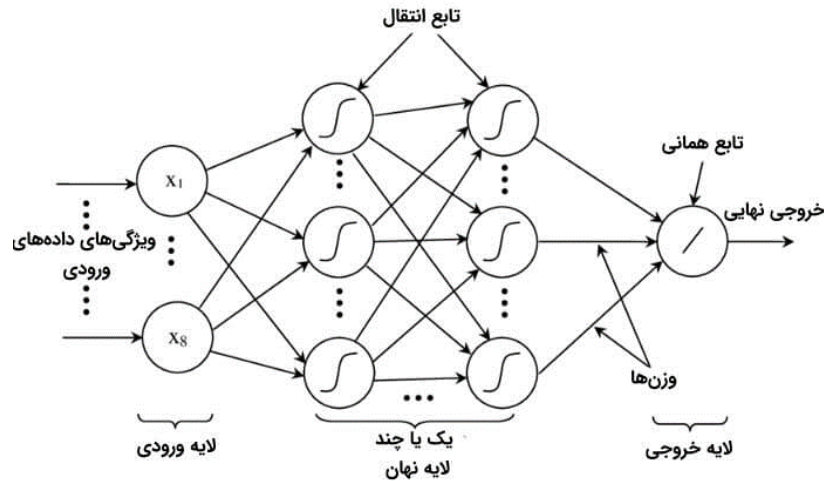 تابع انتقال
تابع همانی
خروجی نهایی
x₁
ویژگی‌های داده‌های
ورودی
x₈
وزن‌ها
لایه ورودی
یک یا چند
لایه نهان
لایه خروجی